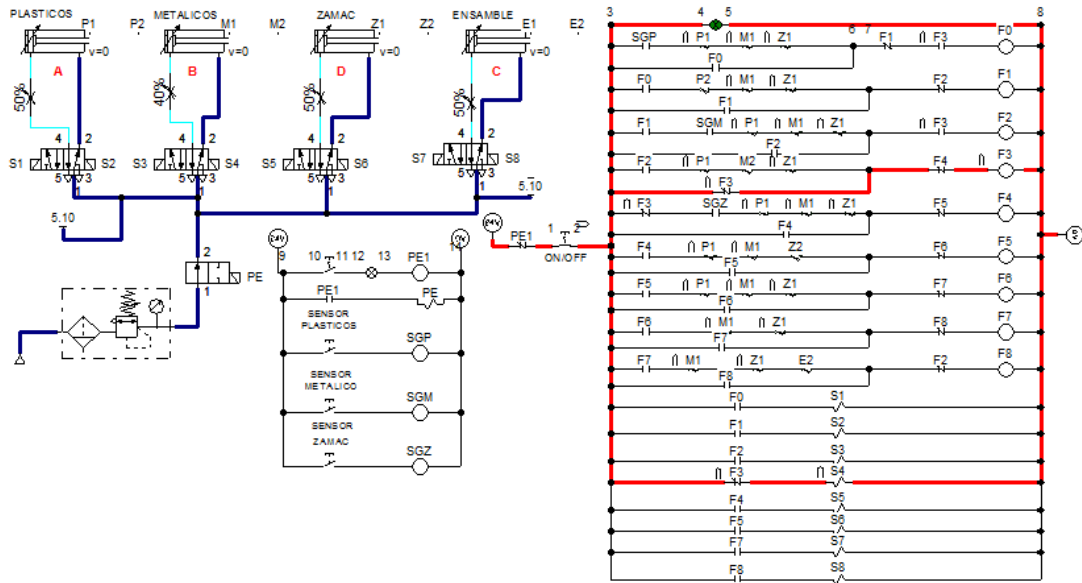 PLASTICOS P1 P2 METALICOS M1 M2 ZAMAC Z1 Z2 ENSAMBLE E1 E2
v=0 v=0 v=0 v=0
A B D C
50% 40% 50% 50%
4 2 4 2 4 2 4 2
S1 S2 S3 S4 S5 S6 S7 S8
5 3 5 3 5 3 5 3
1 1 1 1
5.10
5.10
2
PE
1
24V
9 10 11 12 13 PE1
PE1 PE
SENSOR
PLASTICOS
SGP
SENSOR
METALICO
SGM
SENSOR
ZAMAC
SGZ
24V PE1 1 2
ON/OFF
3 4 5 8
6 7
SGP P1 M1 Z1 F1 F3 F0
F0
F0 P2 M1 Z1 F2 F1
F1
F1 SGM P1 M1 Z1 F3 F2
F2
F2 P1 M2 Z1 F4 F3
F3
F3 SGZ P1 M1 Z1 F5 F4
F4
F4 P1 M1 Z2 F6 F5
F5
F5 P1 M1 Z1 F7 F6
F6
F6 M1 Z1 F8 F7
F7
F7 M1 Z1 E2 F2 F8
F8
F0 S1
F1 S2
F2 S3
F3 S4
F4 S5
F5 S6
F7 S7
F8 S8